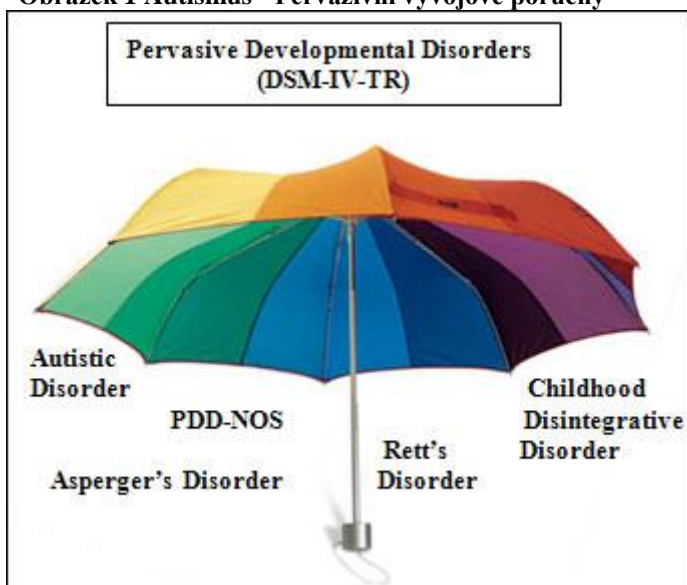 Obrázek 1 Autismus - Pervazivní vývojové poruchy
Pervasive Developmental Disorders
(DSM-IV-TR)
Autistic
Disorder
PDD-NOS
Asperger's Disorder
Rett's
Disorder
Childhood
Disintegrative
Disorder